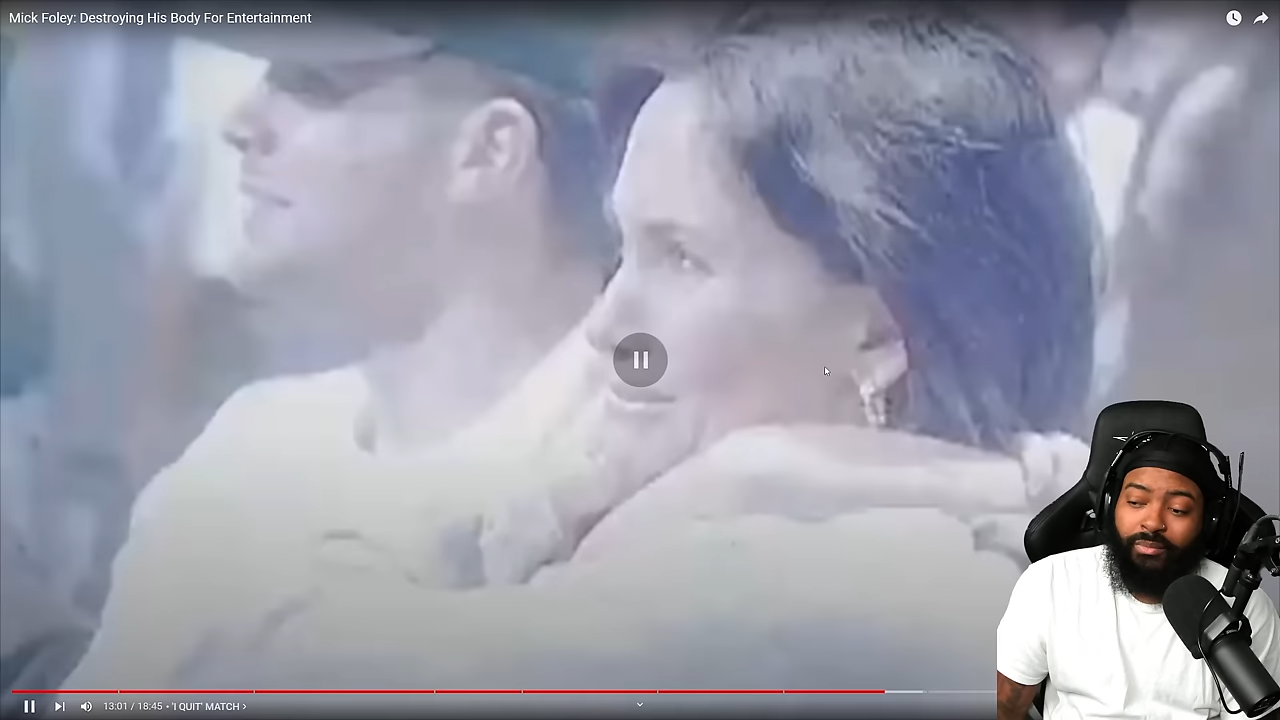 Mick Foley: Destroying His Body For Entertainment
13:01 / 18:45 • 'I QUIT' MATCH >